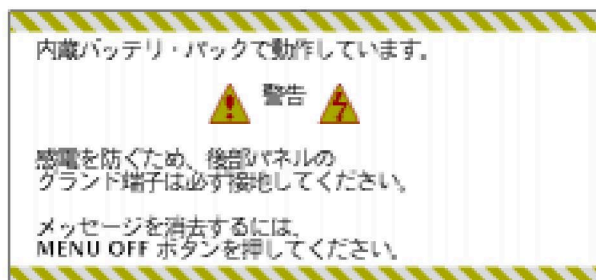 内蔵バッテリ・パックで動作しています。
警告
感電を防ぐため、後部パネルの
グランド端子は必ず接地してください。
メッセージを消去するには、
MENU OFF ボタンを押してください。